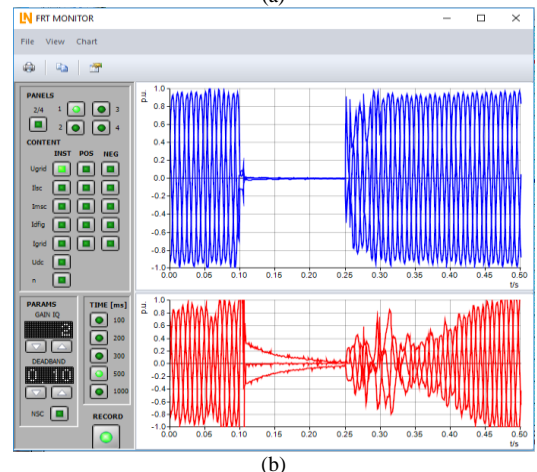 (a)
LN FRT MONITOR
File View Chart
PANELS
2/4 1 3
2 4
CONTENT
INST POS NEG
Ugrid
Ilsc
Imsc
Idfig
Igrid
Udc
n
PARAMS
GAIN IQ
2
DEADBAND
0.10
NSC
TIME [ms]
100
200
300
500
1000
RECORD
p.u.
1.0
0.8
0.6
0.4
0.2
0.0
-0.2
-0.4
-0.6
-0.8
-1.0
0.00 0.05 0.10 0.15 0.20 0.25 0.30 0.35 0.40 0.45 0.50
t/s
p.u.
1.0
0.8
0.6
0.4
0.2
0.0
-0.2
-0.4
-0.6
-0.8
-1.0
0.00 0.05 0.10 0.15 0.20 0.25 0.30 0.35 0.40 0.45 0.50
t/s
(b)